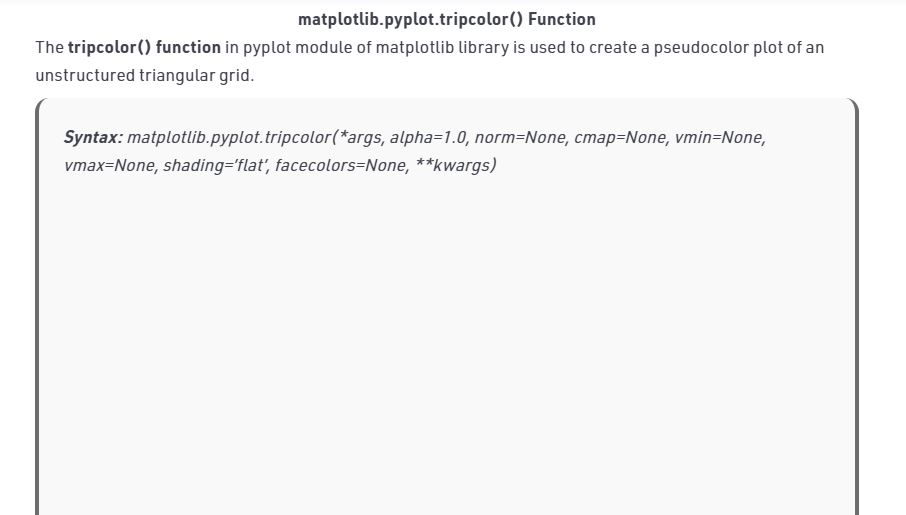 matplotlib.pyplot.tripcolor() Function
The tripcolor() function in pyplot module of matplotlib library is used to create a pseudocolor plot of an
unstructured triangular grid.
Syntax: matplotlib.pyplot.tripcolor(*args, alpha=1.0, norm=None, cmap=None, vmin=None,
vmax=None, shading=’flat’, facecolors=None, **kwargs)